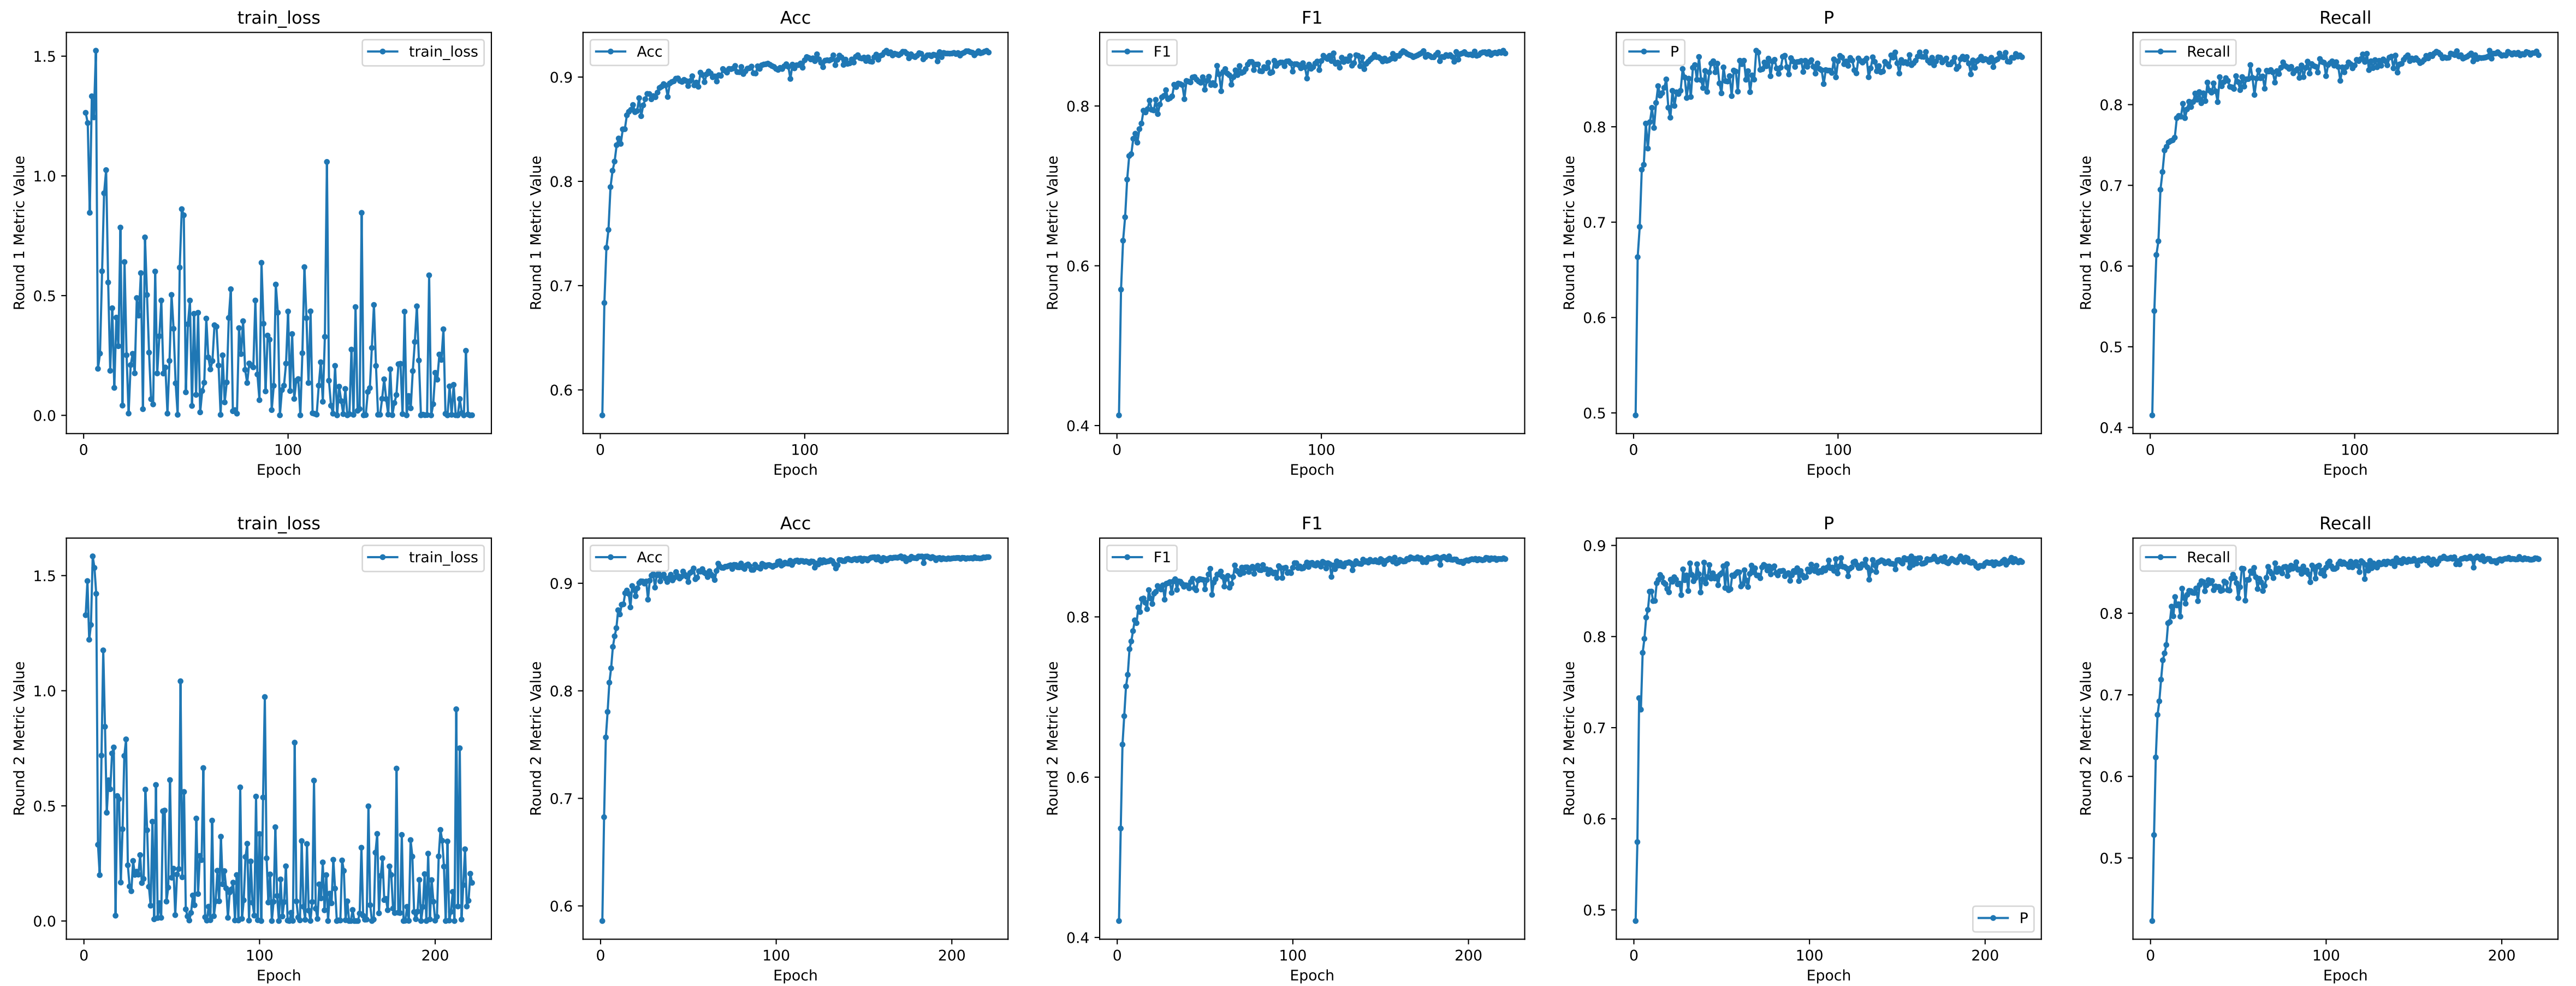 train_loss
Round 1 Metric Value
1.5
1.0
0.5
0.0
train_loss
0
100
Epoch
Acc
Round 1 Metric Value
0.9
0.8
0.7
0.6
Acc
0
100
Epoch
F1
Round 1 Metric Value
0.8
0.6
0.4
F1
0
100
Epoch
P
Round 1 Metric Value
0.8
0.7
0.6
0.5
P
0
100
Epoch
Recall
Round 1 Metric Value
0.8
0.7
0.6
0.5
0.4
Recall
0
100
Epoch
train_loss
Round 2 Metric Value
1.5
1.0
0.5
0.0
train_loss
0
100
200
Epoch
Acc
Round 2 Metric Value
0.9
0.8
0.7
0.6
Acc
0
100
200
Epoch
F1
Round 2 Metric Value
0.8
0.6
0.4
F1
0
100
200
Epoch
P
Round 2 Metric Value
0.9
0.8
0.7
0.6
0.5
P
0
100
200
Epoch
Recall
Round 2 Metric Value
0.8
0.7
0.6
0.5
Recall
0
100
200
Epoch